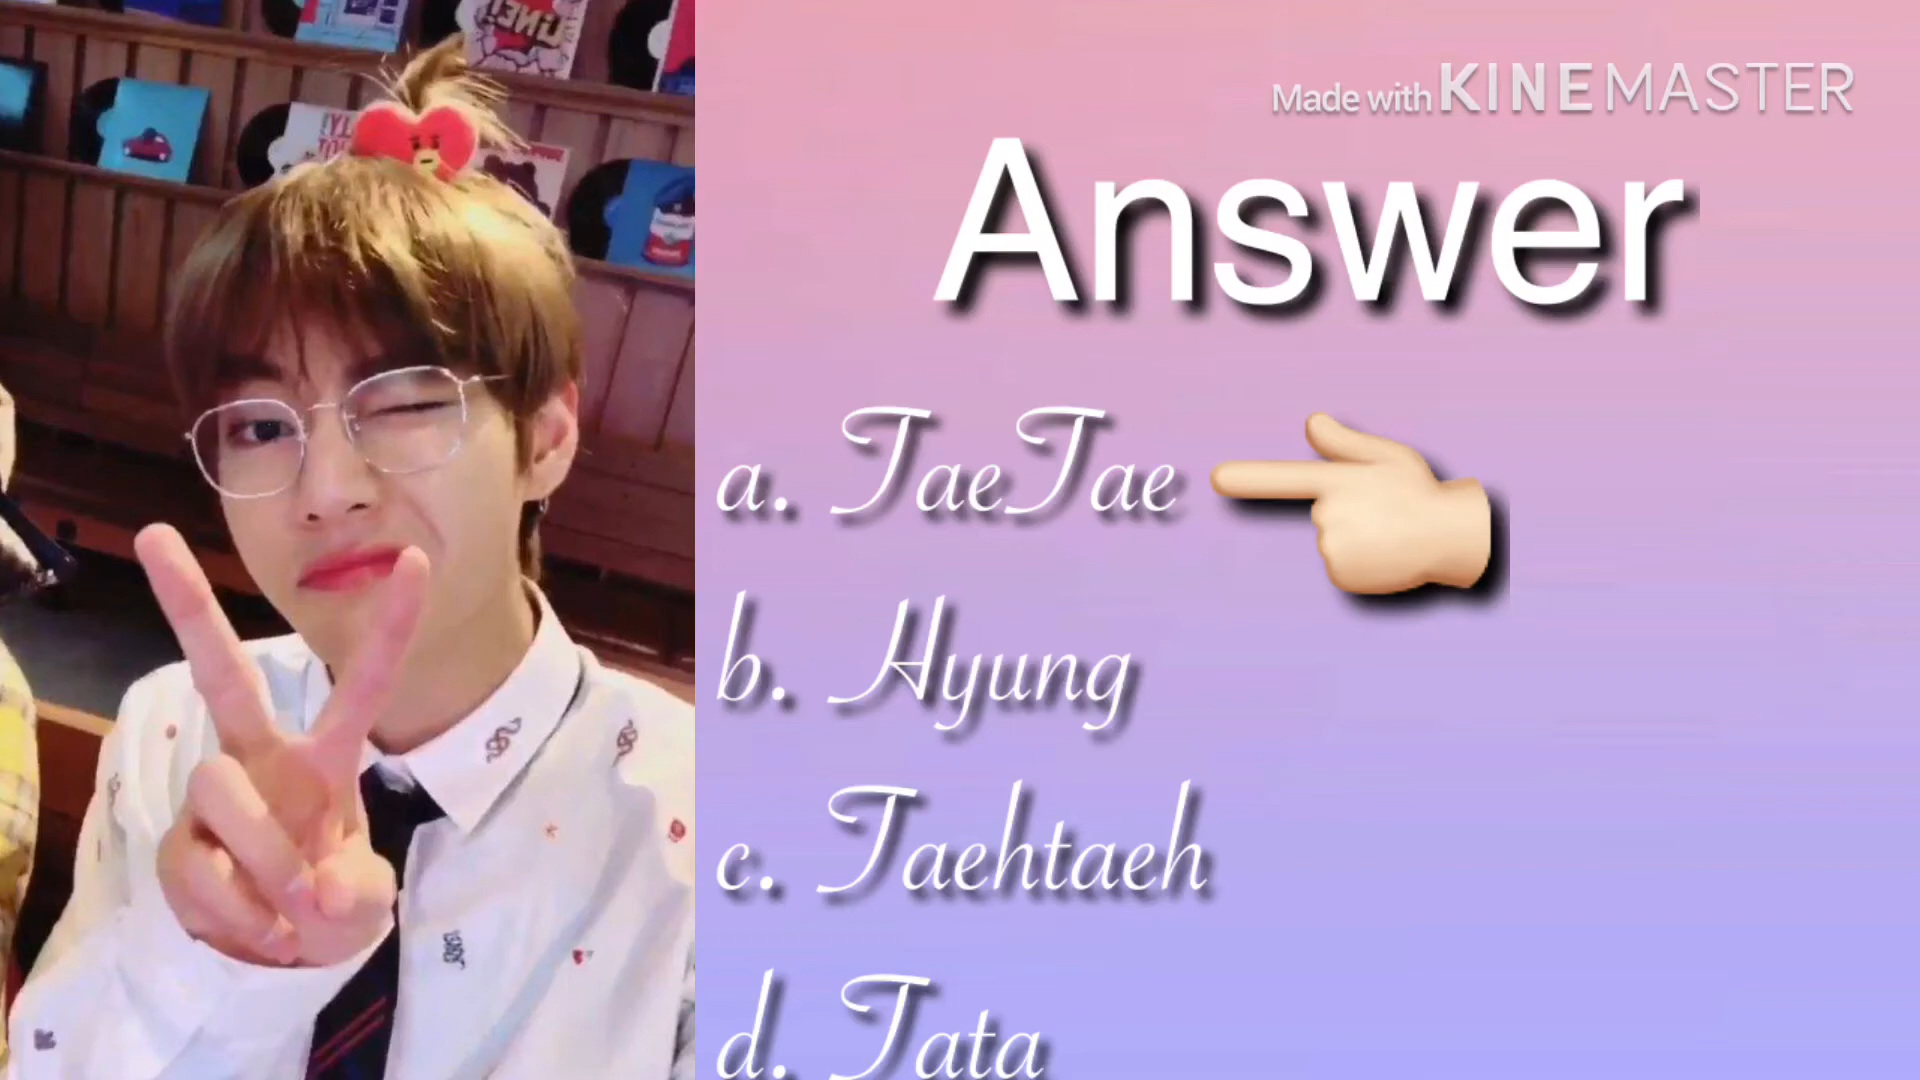 Made with KINEMASTER
Answer
a. TaeTae
b. Hyung
c. Taehtaeh
d. Tata